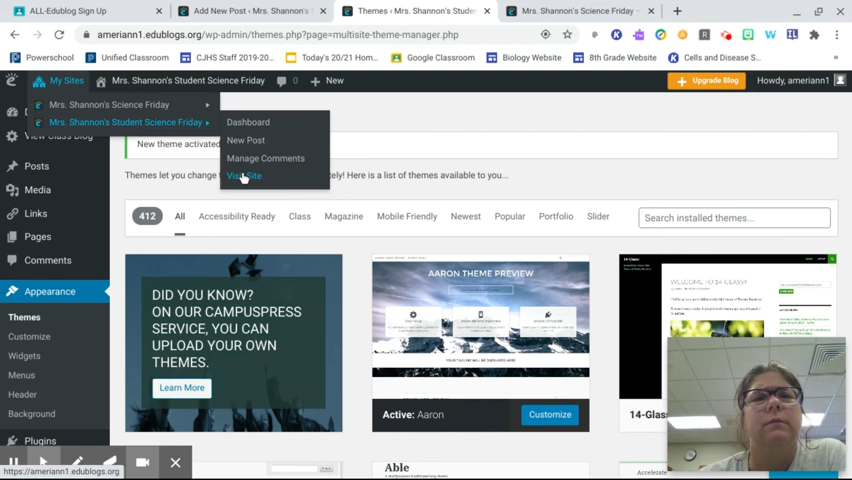 ALL-Edublog Sign Up
Add New Post ‹ Mrs. Shannon's S
Themes ‹ Mrs. Shannon's Student
Mrs. Shannon's Science Friday –
ameriann1.edublogs.org/wp-admin/themes.php?page=multisite-theme-manager.php
Powerschool
Unified Classroom
CJHS Staff 2019-20...
Today's 20/21 Hom...
Google Classroom
Biology Website
8th Grade Website
Cells and Disease S...
My Sites
Mrs. Shannon's Student Science Friday
0
New
Upgrade Blog
Howdy, ameriann1
Mrs. Shannon's Science Friday
Mrs. Shannon's Student Science Friday
Dashboard
New Post
Manage Comments
Visit Site
View Class Blog
New theme activated
Themes let you change
ately! Here is a list of themes available to you...
Posts
Media
Links
Pages
Comments
Appearance
Themes
Customize
Widgets
Menus
Header
Background
Plugins
412
All
Accessibility Ready
Class
Magazine
Mobile Friendly
Newest
Popular
Portfolio
Slider
Search installed themes...
DID YOU KNOW?
ON OUR CAMPUSPRESS
SERVICE, YOU CAN
UPLOAD YOUR OWN
THEMES.
Learn More
AARON THEME PREVIEW
Active: Aaron
Customize
WELCOME TO 14 CLASSY
Able
Accelerate
https://ameriann1.edublogs.org